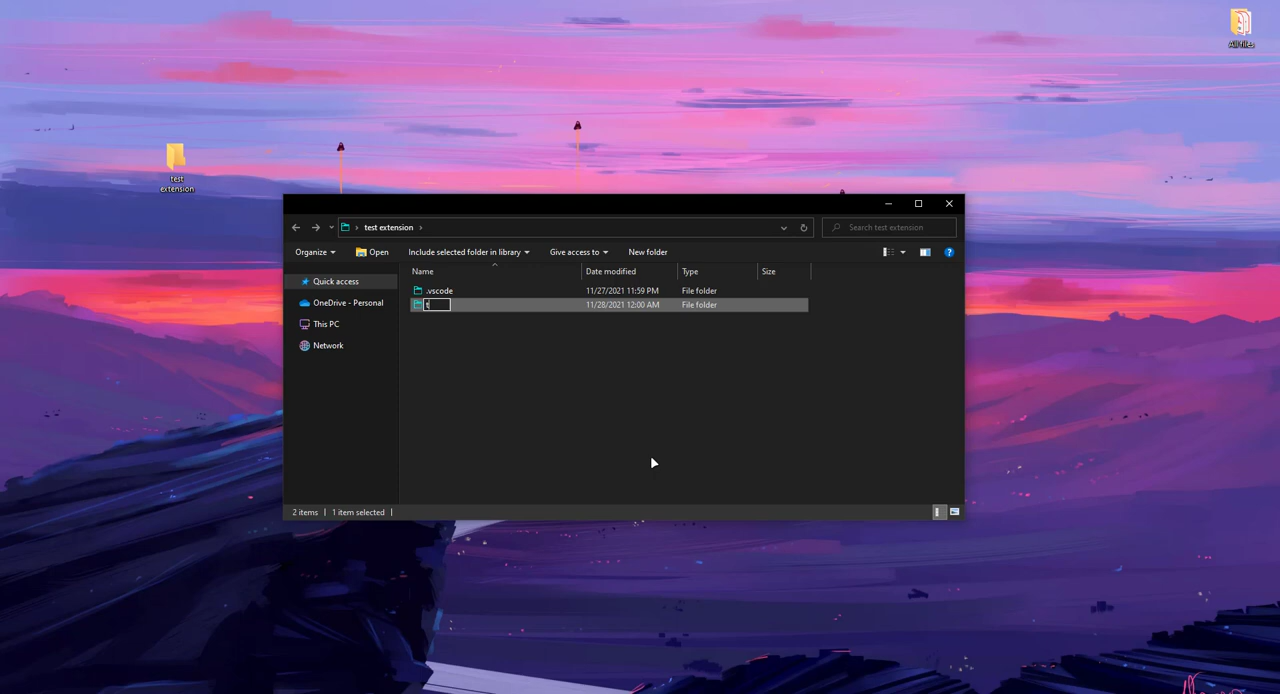 All files
test
extension
test extension
Search test extension
Organize Open Include selected folder in library Give access to New folder
Name Date modified Type Size
Quick access
OneDrive - Personal
This PC
Network
.vscode 11/27/2021 11:59 PM File folder
t 11/28/2021 12:00 AM File folder
2 items 1 item selected